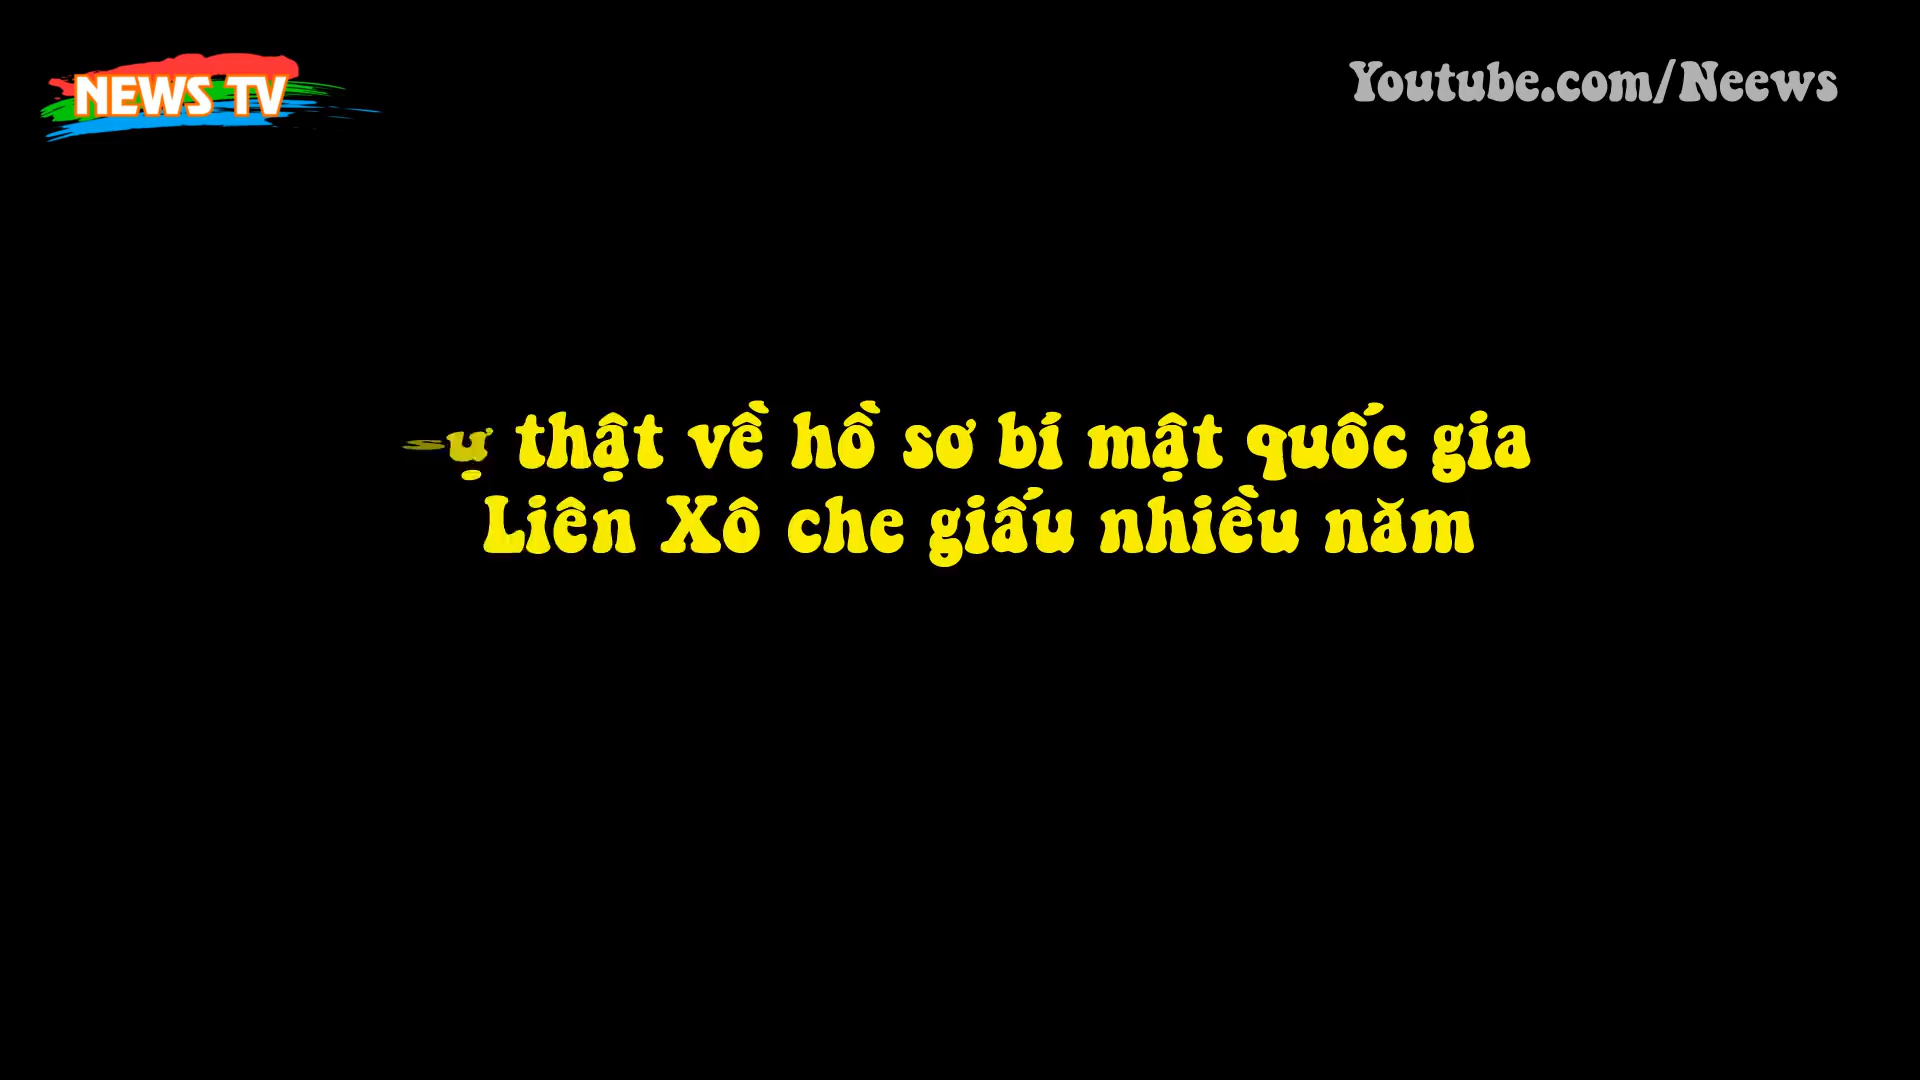 NEWS TV
Youtube.com/Neews
thật về hồ sơ bí mật quốc gia
Liên Xô che giấu nhiều năm